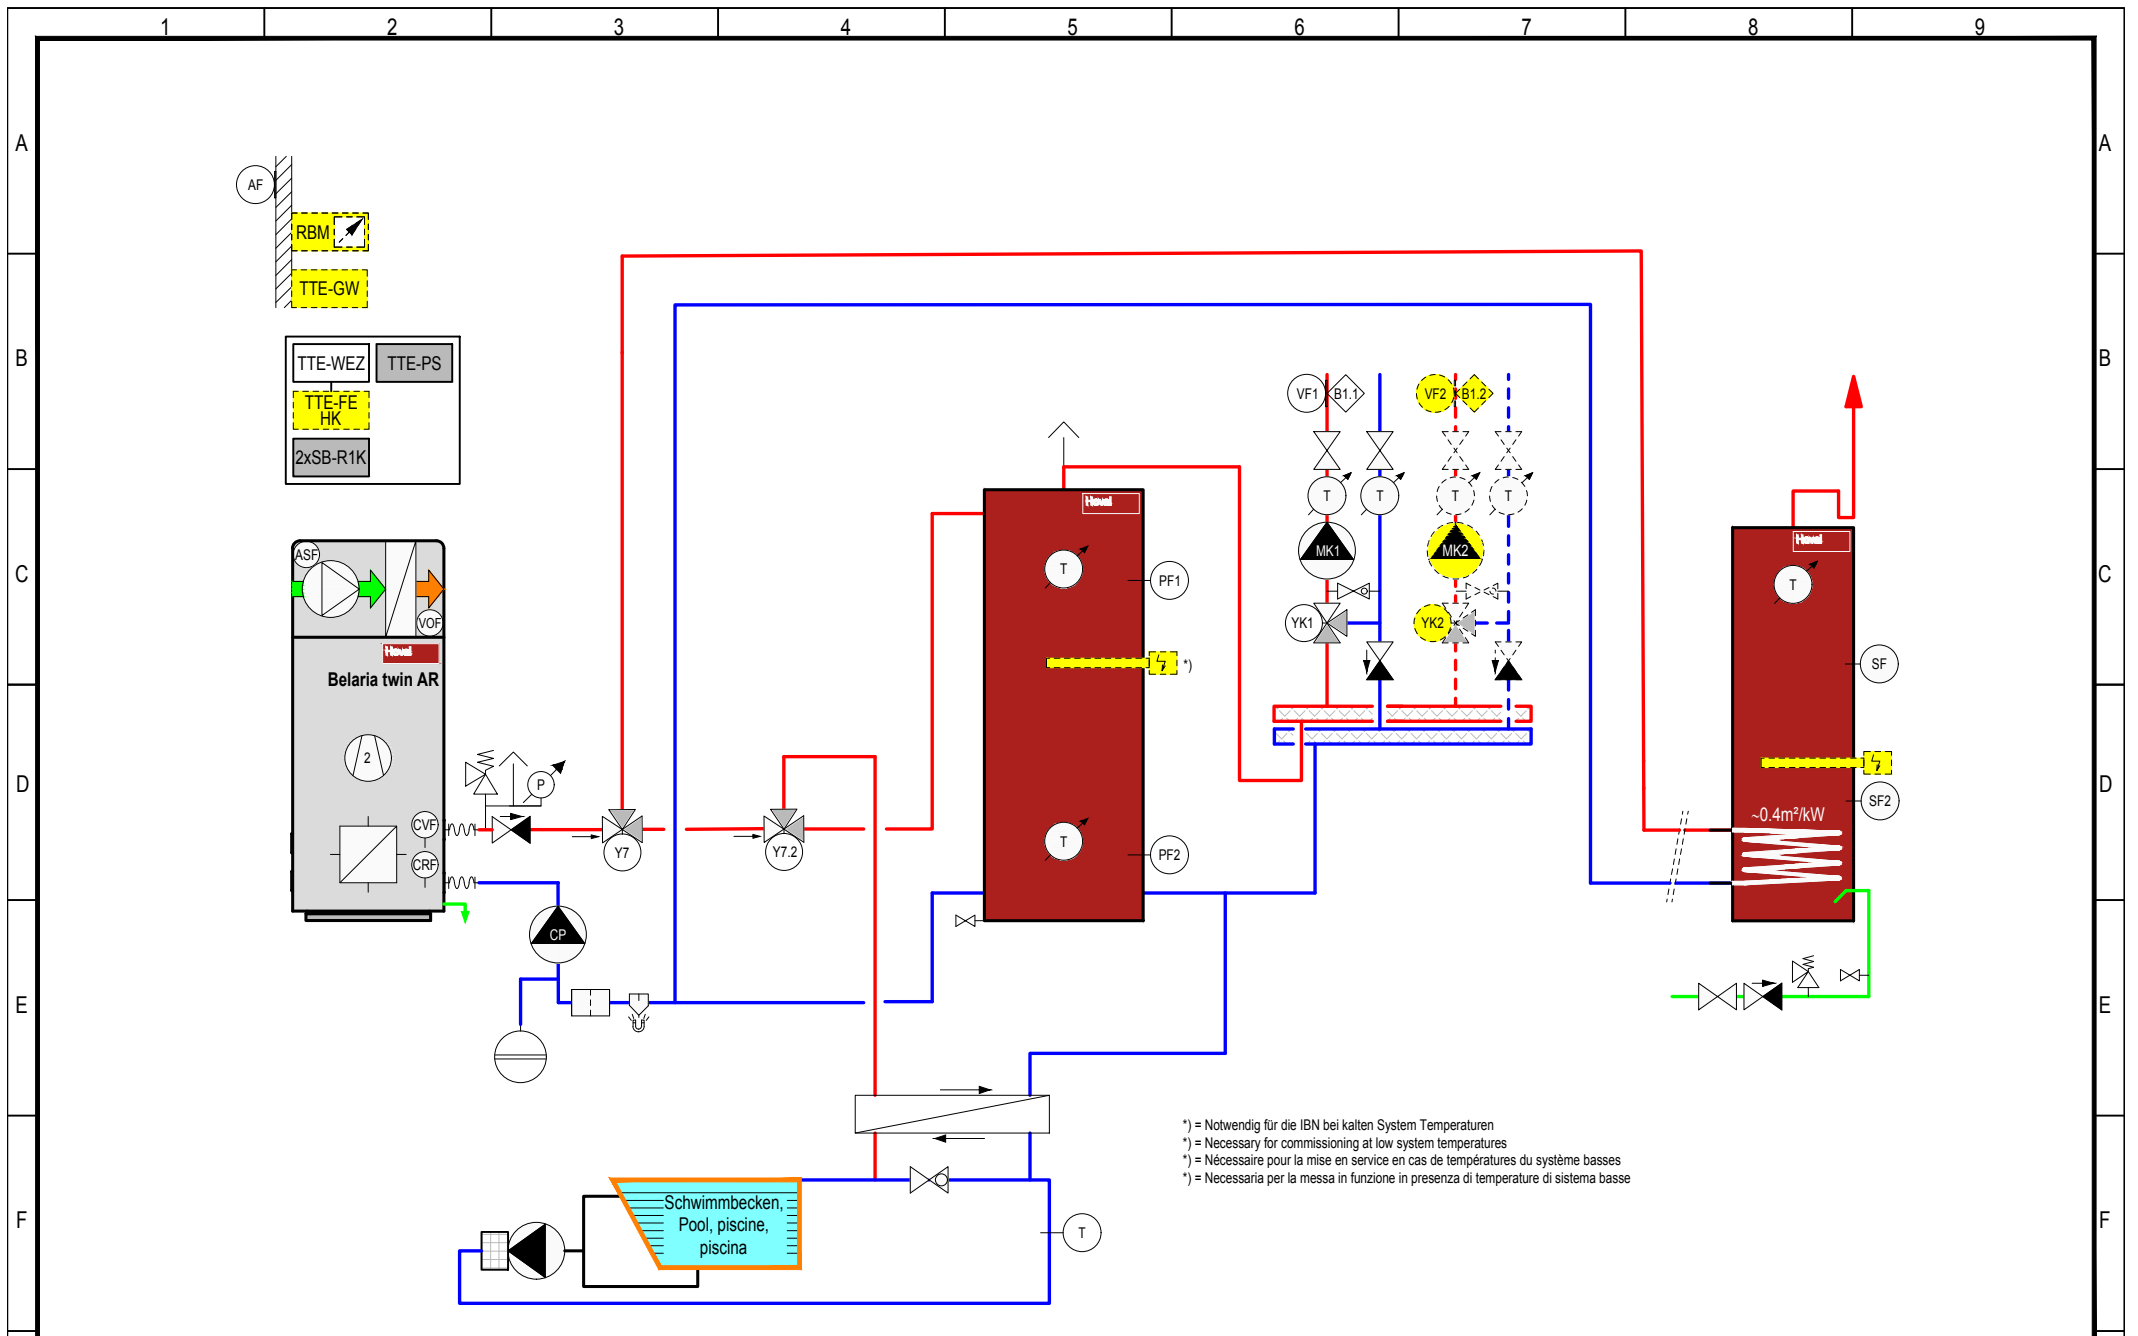 1 2 3 4 5 6 7 8 9
A A
AF
RBM
TTE-GW
B B
TTE-WEZ TTE-PS
TTE-FE
HK
2xSB-R1K
VF1 B1.1 VF2 B1.2
T T T T
Hoval
Hoval
C C
ASF
VOF
T
PF1
MK1 MK2
T
YK1 YK2
Hoval
Belaria twin AR
*)
SF
D D
2
P
CVF
CRF
Y7
Y7.2
T
PF2
SF2
~0.4m²/kW
CP
E E
*) = Notwendig für die IBN bei kalten System Temperaturen
*) = Necessary for commissioning at low system temperatures
*) = Nécessaire pour la mise en service en cas de températures du système basses
*) = Necessaria per la messa in funzione in presenza di temperature di sistema basse
F F
Schwimmbecken,
Pool, piscine,
piscina
T